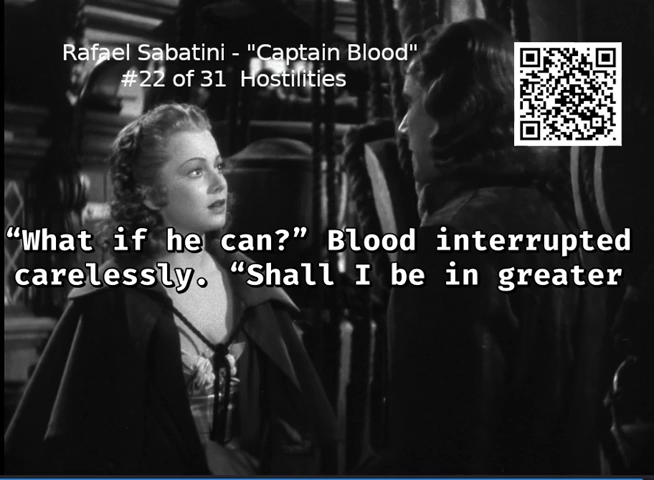 Rafael Sabatini - "Captain Blood"
#22 of 31 Hostilities
“What if he can?” Blood interrupted
carelessly. “Shall I be in greater